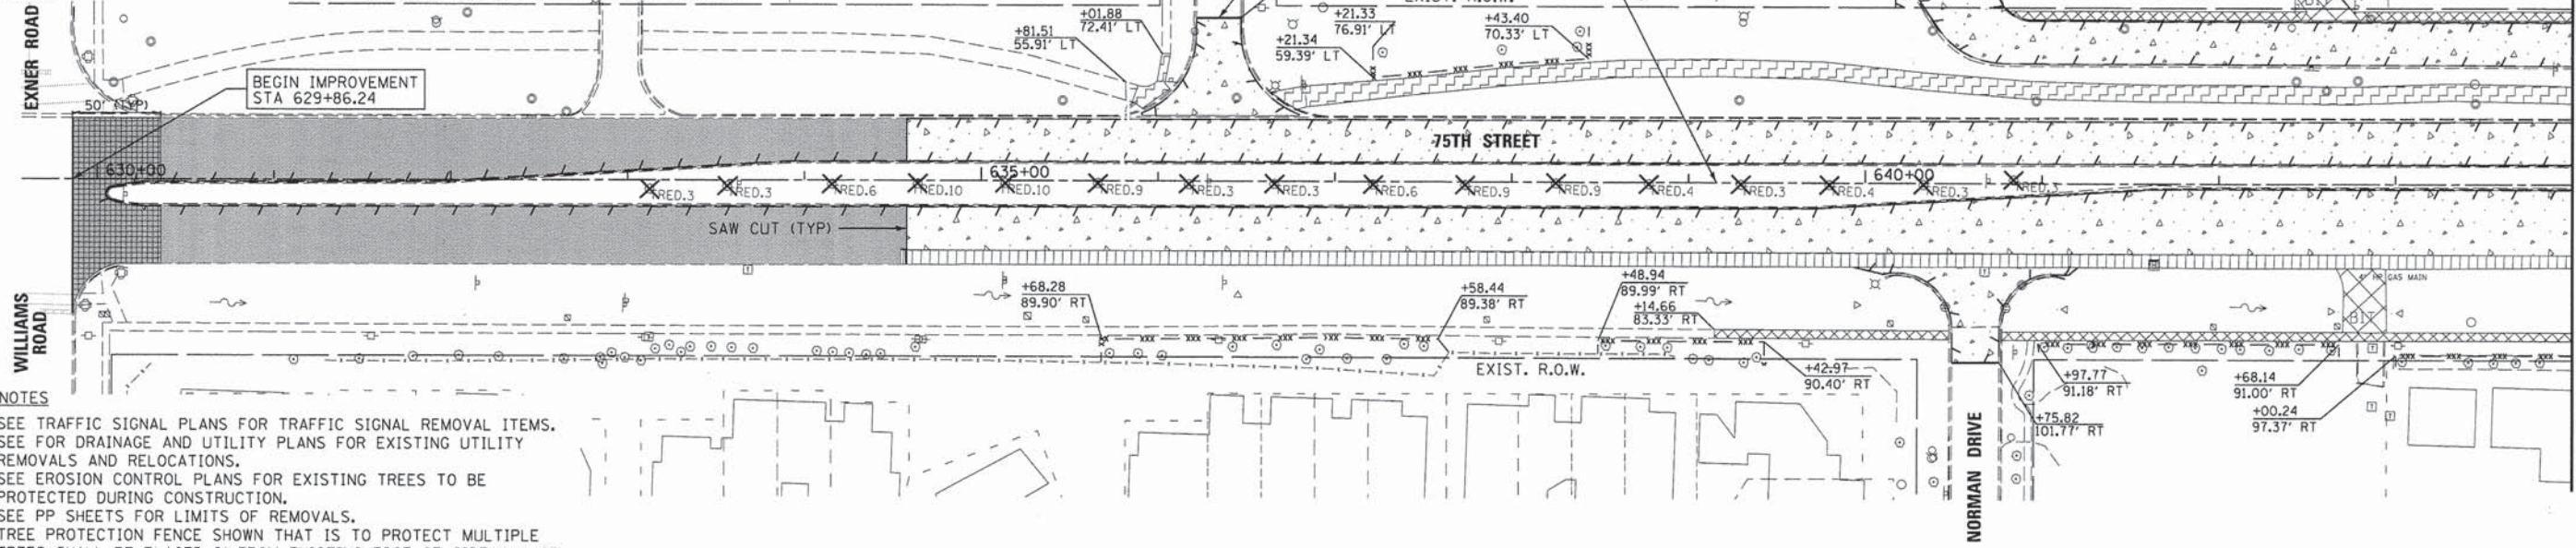 EXNER ROAD
BEGIN IMPROVEMENT
STA 629+86.24
50' (TYP)
+81.51
55.91' LT
+01.88
72.41' LT
+21.33
76.91' LT
+21.34
59.39' LT
+43.40
70.33' LT
75TH STREET
630+00
635+00
640+00
RED.3
RED.3
RED.6
RED.10
RED.10
RED.9
RED.3
RED.3
RED.6
RED.9
RED.9
RED.4
RED.3
RED.4
RED.3
RED.3
SAW CUT (TYP)
WILLIAMS
ROAD
+68.28
89.90' RT
+58.44
89.38' RT
+48.94
89.99' RT
+14.66
83.33' RT
GAS MAIN
BIT
EXIST. R.O.W.
+42.97
90.40' RT
+97.77
91.18' RT
+75.82
101.77' RT
+68.14
91.00' RT
+00.24
97.37' RT
NORMAN DRIVE
NOTES
SEE TRAFFIC SIGNAL PLANS FOR TRAFFIC SIGNAL REMOVAL ITEMS.
SEE FOR DRAINAGE AND UTILITY PLANS FOR EXISTING UTILITY
REMOVALS AND RELOCATIONS.
SEE EROSION CONTROL PLANS FOR EXISTING TREES TO BE
PROTECTED DURING CONSTRUCTION.
SEE PP SHEETS FOR LIMITS OF REMOVALS.
TREE PROTECTION FENCE SHOWN THAT IS TO PROTECT MULTIPLE